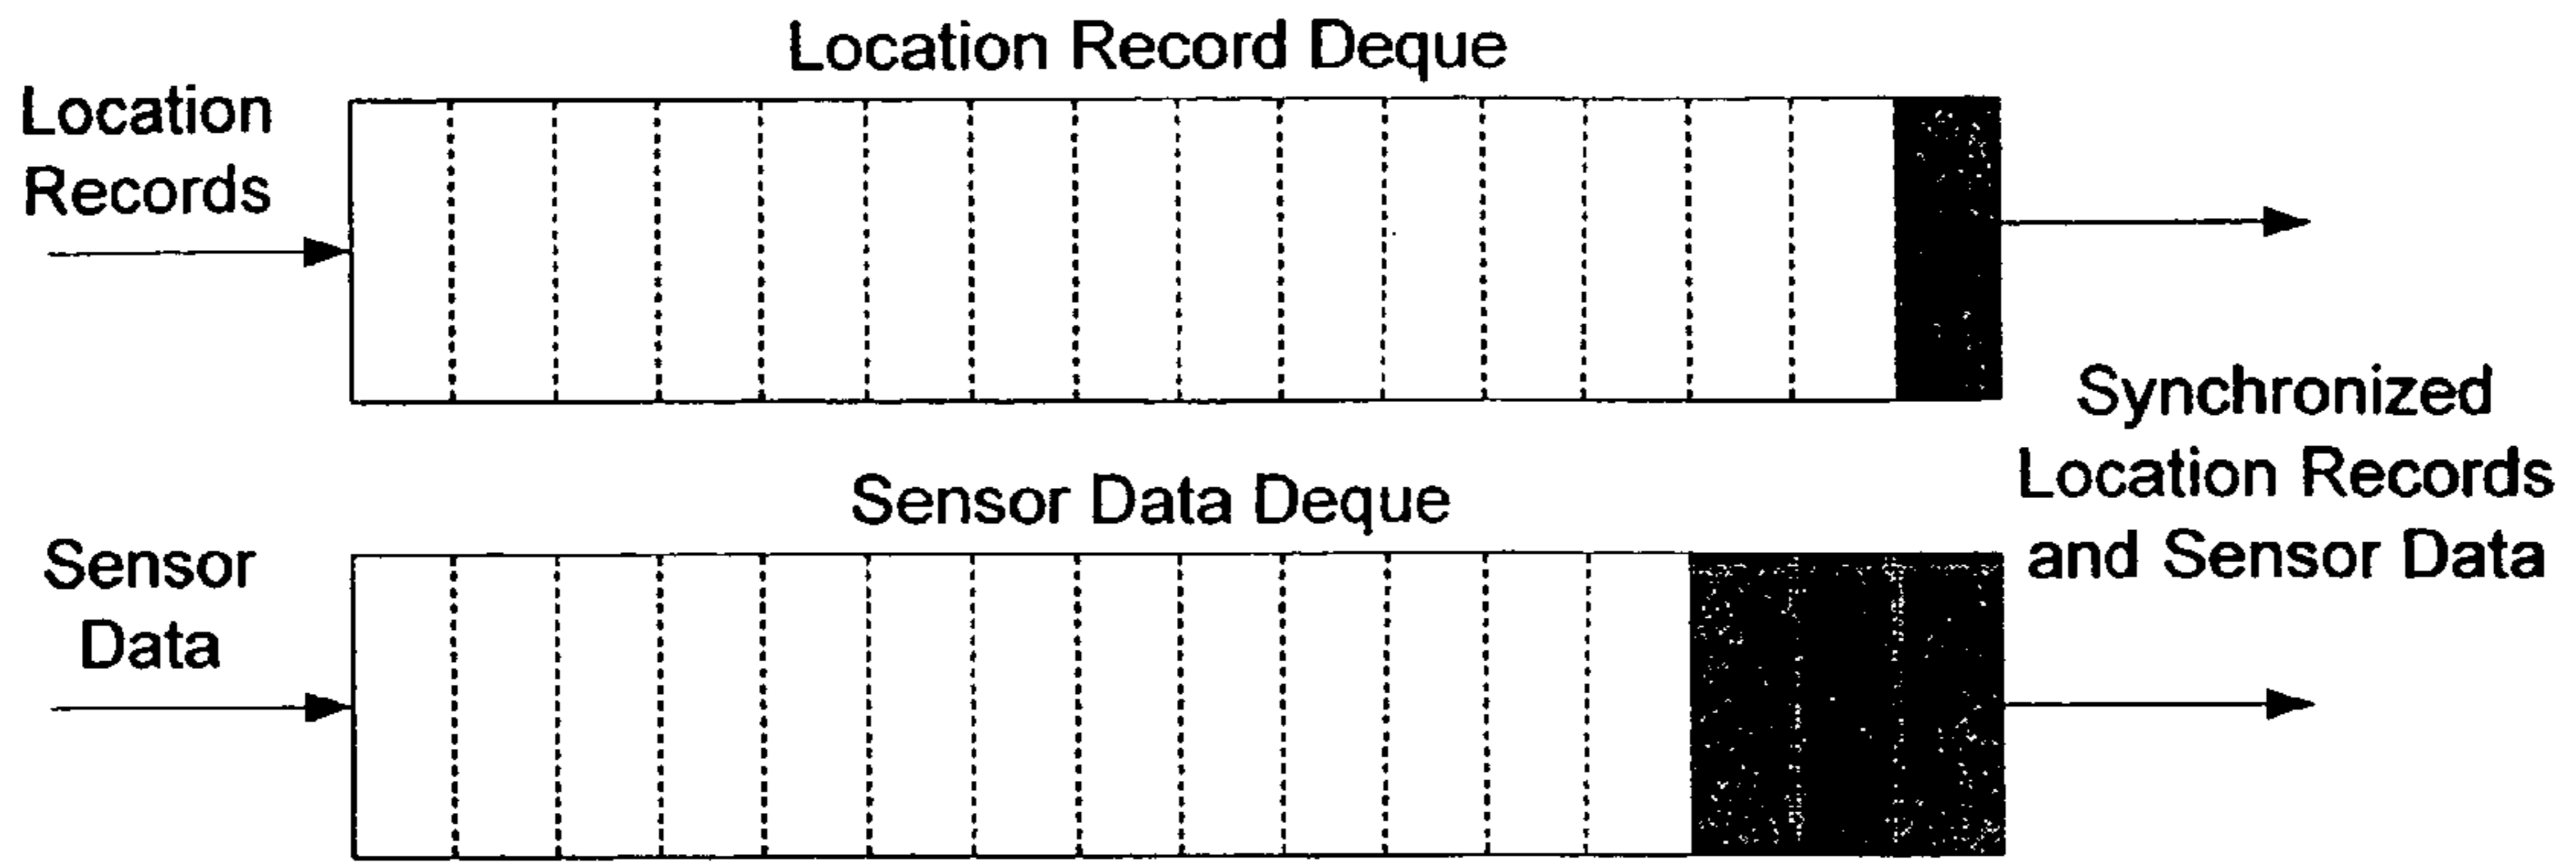 Location Record Deque
Location
Records
Synchronized
Location Records
and Sensor Data
Sensor Data Deque
Sensor
Data